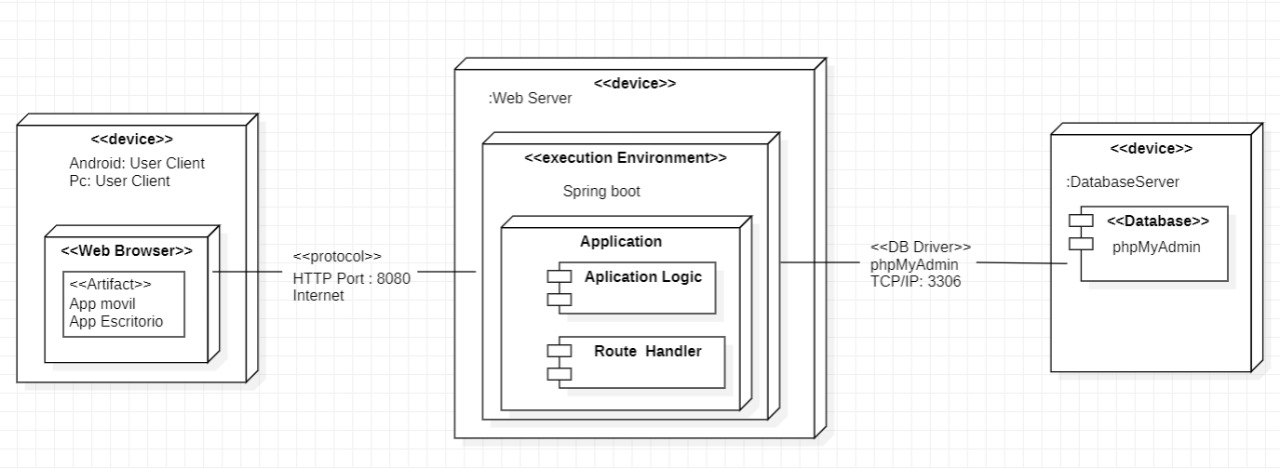 <<device>>
Android: User Client
Pc: User Client
<<Web Browser>>
<<Artifact>>
App movil
App Escritorio
<<protocol>>
HTTP Port : 8080
Internet
<<device>>
:Web Server
<<execution Environment>>
Spring boot
Application
Aplication Logic
Route Handler
<<DB Driver>>
phpMyAdmin
TCP/IP: 3306
<<device>>
:DatabaseServer
<<Database>>
phpMyAdmin